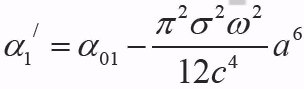 α₁′ = α₀₁ − π²σ²ω²/12c⁴ a⁶